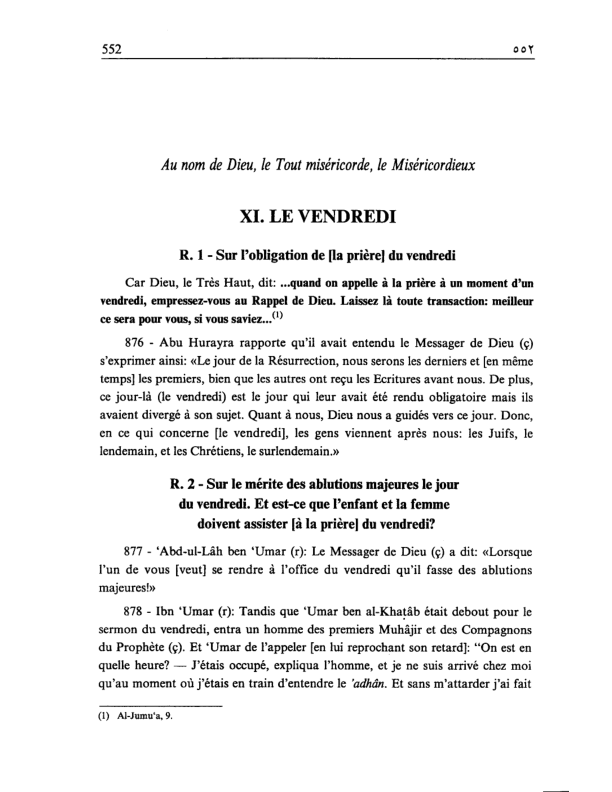 552 ٥٥٢
Au nom de Dieu, le Tout miséricorde, le Miséricordieux
XI. LE VENDREDI
R. 1 - Sur l'obligation de [la prière] du vendredi
Car Dieu, le Très Haut, dit: ...quand on appelle à la prière à un moment d'un
vendredi, empressez-vous au Rappel de Dieu. Laissez là toute transaction: meilleur
ce sera pour vous, si vous saviez...(1)
876 - Abu Hurayra rapporte qu'il avait entendu le Messager de Dieu (ç)
s'exprimer ainsi: «Le jour de la Résurrection, nous serons les derniers et [en même
temps] les premiers, bien que les autres ont reçu les Ecritures avant nous. De plus,
ce jour-là (le vendredi) est le jour qui leur avait été rendu obligatoire mais ils
avaient divergé à son sujet. Quant à nous, Dieu nous a guidés vers ce jour. Donc,
en ce qui concerne [le vendredi], les gens viennent après nous: les Juifs, le
lendemain, et les Chrétiens, le surlendemain.»
R. 2 - Sur le mérite des ablutions majeures le jour
du vendredi. Et est-ce que l'enfant et la femme
doivent assister [à la prière] du vendredi?
877 - 'Abd-ul-Lâh ben 'Umar (r): Le Messager de Dieu (ç) a dit: «Lorsque
l'un de vous [veut] se rendre à l'office du vendredi qu'il fasse des ablutions
majeures!»
878 - Ibn 'Umar (r): Tandis que 'Umar ben al-Khaṭâb était debout pour le
sermon du vendredi, entra un homme des premiers Muhâjir et des Compagnons
du Prophète (ç). Et 'Umar de l'appeler [en lui reprochant son retard]: "On est en
quelle heure? — J'étais occupé, expliqua l'homme, et je ne suis arrivé chez moi
qu'au moment où j'étais en train d'entendre le 'adhân. Et sans m'attarder j'ai fait
(1) Al-Jumu'a, 9.